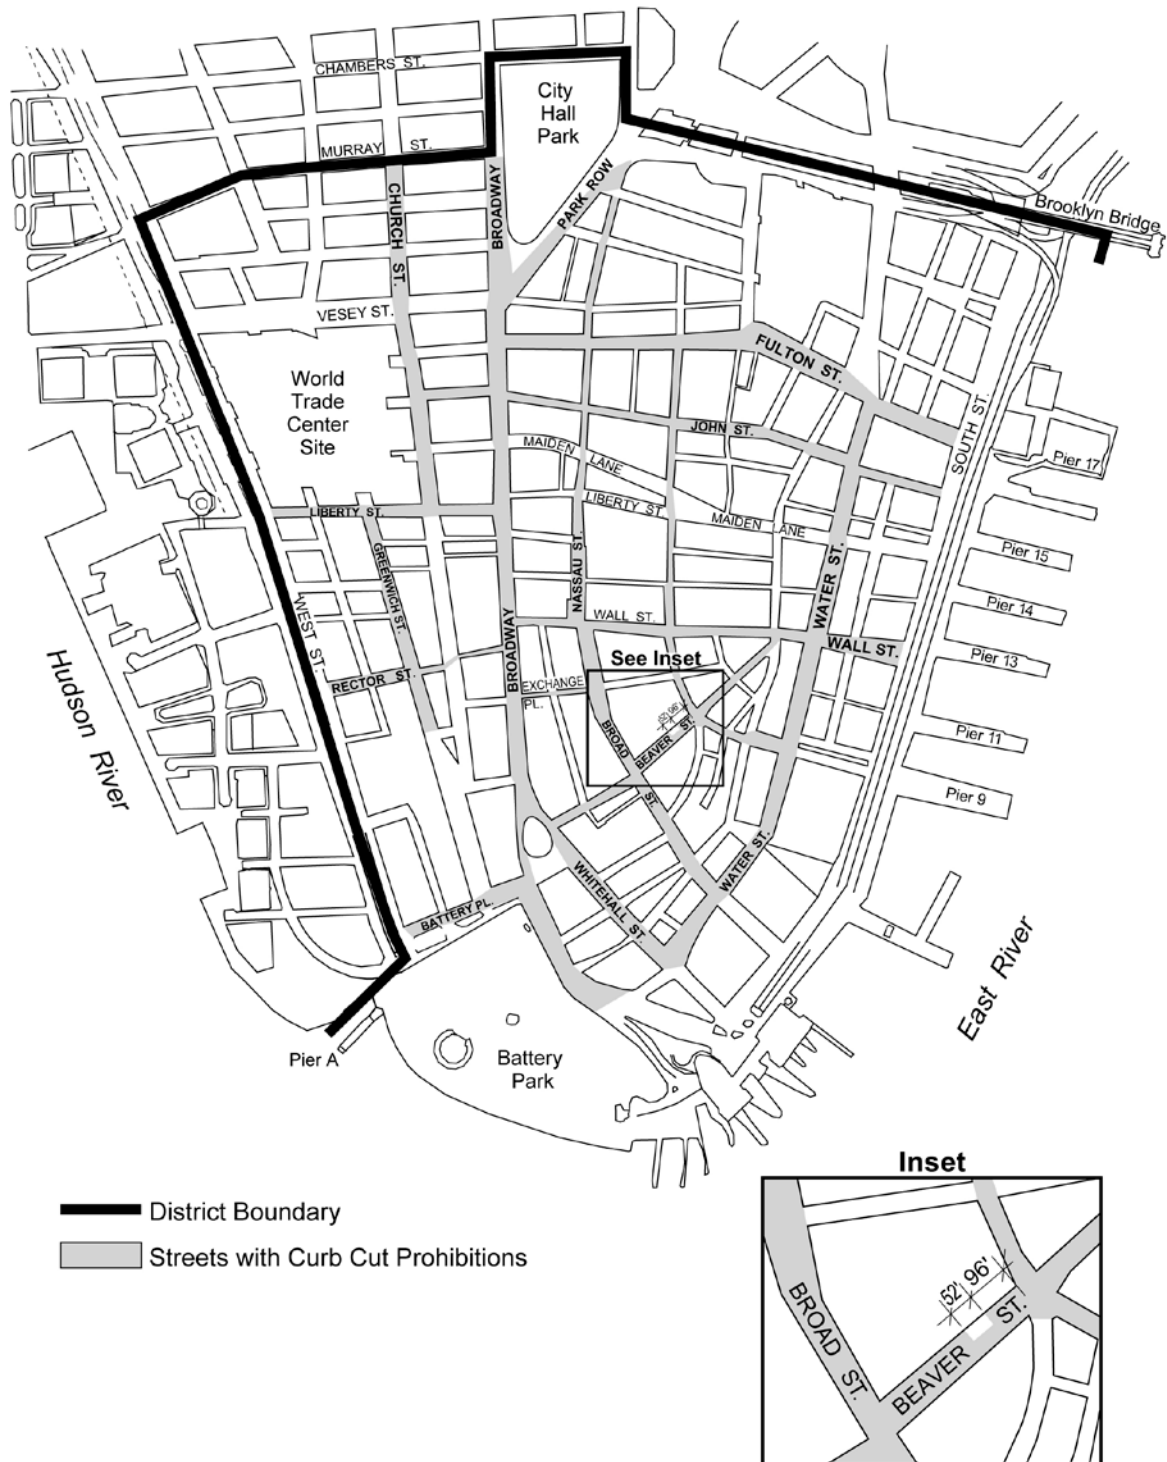 CHAMBERS ST.
City
Hall
Park
MURRAY ST.
CHURCH ST.
BROADWAY
PARK ROW
Brooklyn Bridge
VESEY ST.
FULTON ST.
World
Trade
Center
Site
JOHN ST.
SOUTH ST.
MAIDEN LANE
Pier 17
LIBERTY ST.
LIBERTY ST.
MAIDEN LANE
GREENWICH ST.
NASSAU ST.
WATER ST.
Pier 15
Pier 14
WEST ST.
BROADWAY
WALL ST.
WALL ST.
Pier 13
Hudson River
See Inset
RECTOR ST.
EXCHANGE
PL.
52' 96'
BROAD
ST.
BEAVER ST.
Pier 11
Pier 9
WATER ST.
WHITEHALL ST.
BATTERY PL.
East River
Pier A
Battery
Park
Inset
District Boundary
Streets with Curb Cut Prohibitions
52' 96'
BROAD ST.
BEAVER ST.